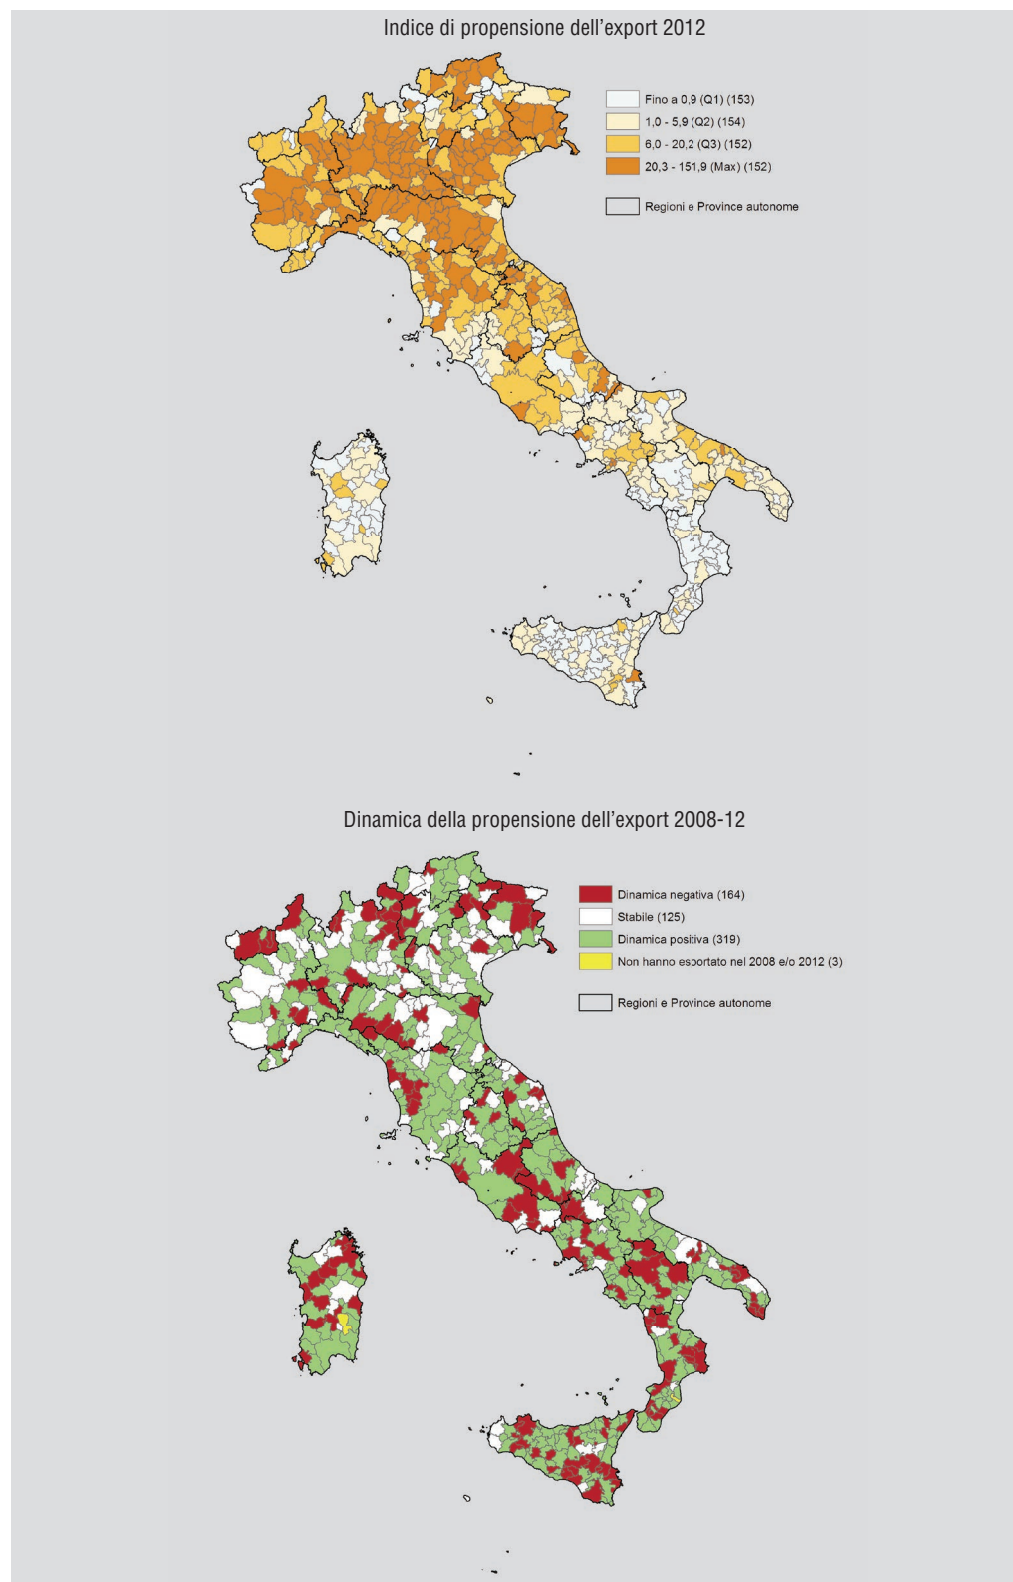 Indice di propensione dell'export 2012
Fino a 0,9 (Q1) (153)
1,0 - 5,9 (Q2) (154)
6,0 - 20,2 (Q3) (152)
20,3 - 151,9 (Max) (152)
Regioni e Province autonome
Dinamica della propensione dell'export 2008-12
Dinamica negativa (164)
Stabile (125)
Dinamica positiva (319)
Non hanno esportato nel 2008 e/o 2012 (3)
Regioni e Province autonome